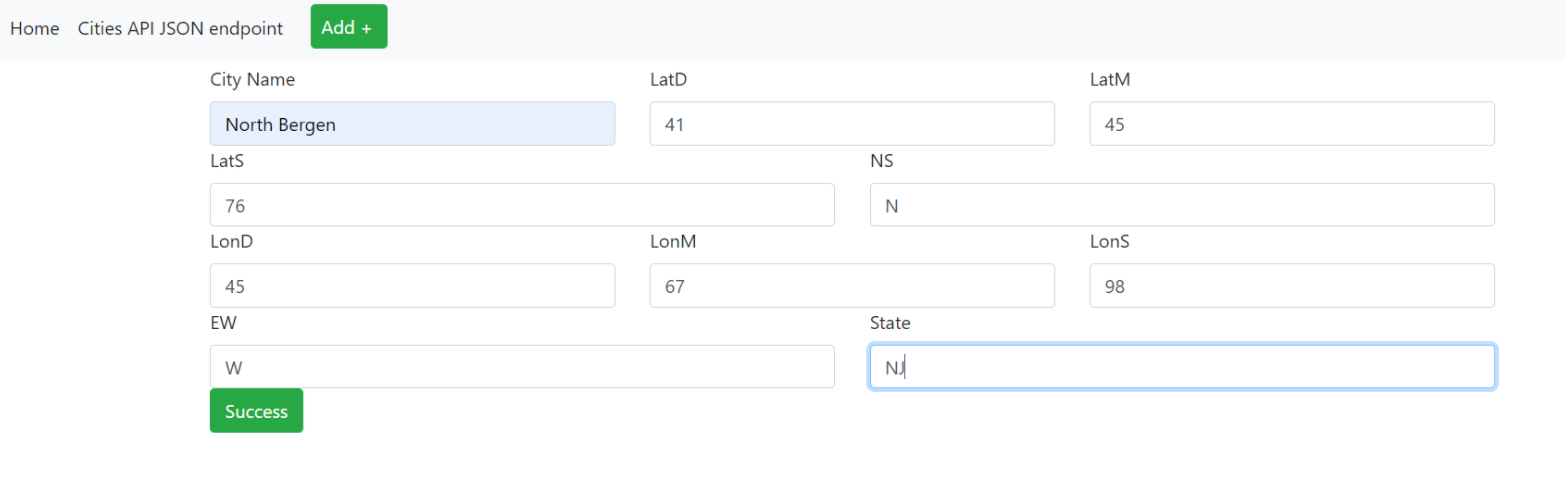 Home Cities API JSON endpoint Add +
City Name LatD LatM
North Bergen 41 45
LatS NS
76 N
LonD LonM LonS
45 67 98
EW State
W NJ
Success